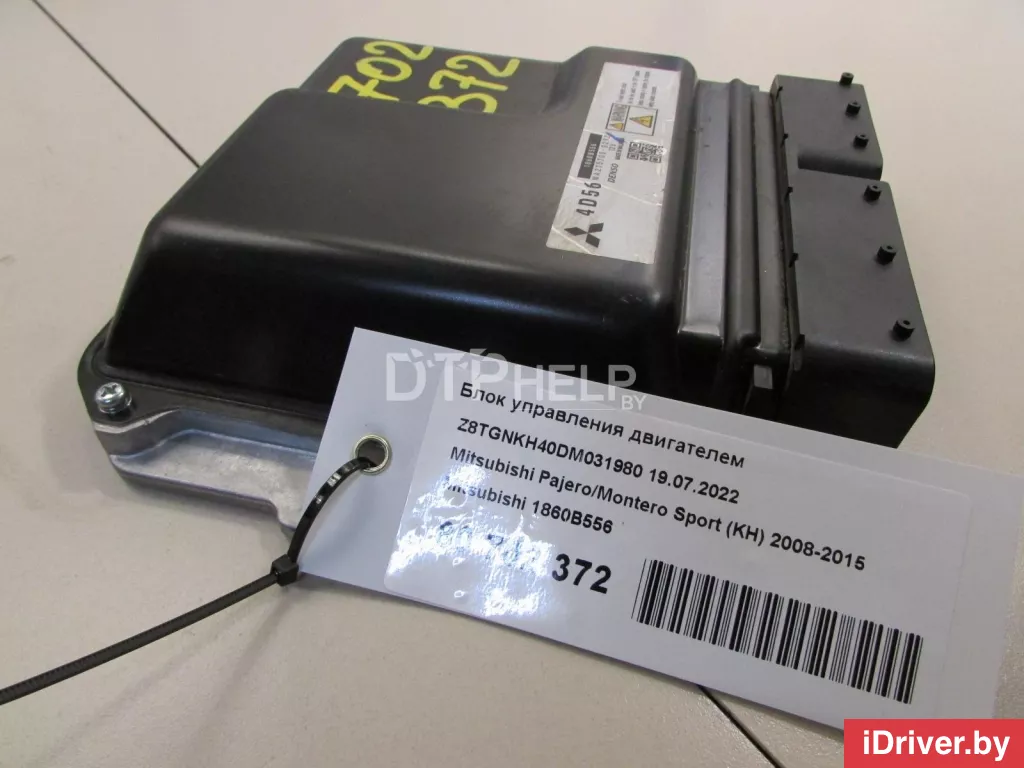 702
372
WARNING
4D56
DENSO
DTPHELP
BY
Блок управления двигателем
Z8TGNKH40DM031980 19.07.2022
Mitsubishi Pajero/Montero Sport (KH) 2008-2015
Mitsubishi 1860B556
372
iDriver.by